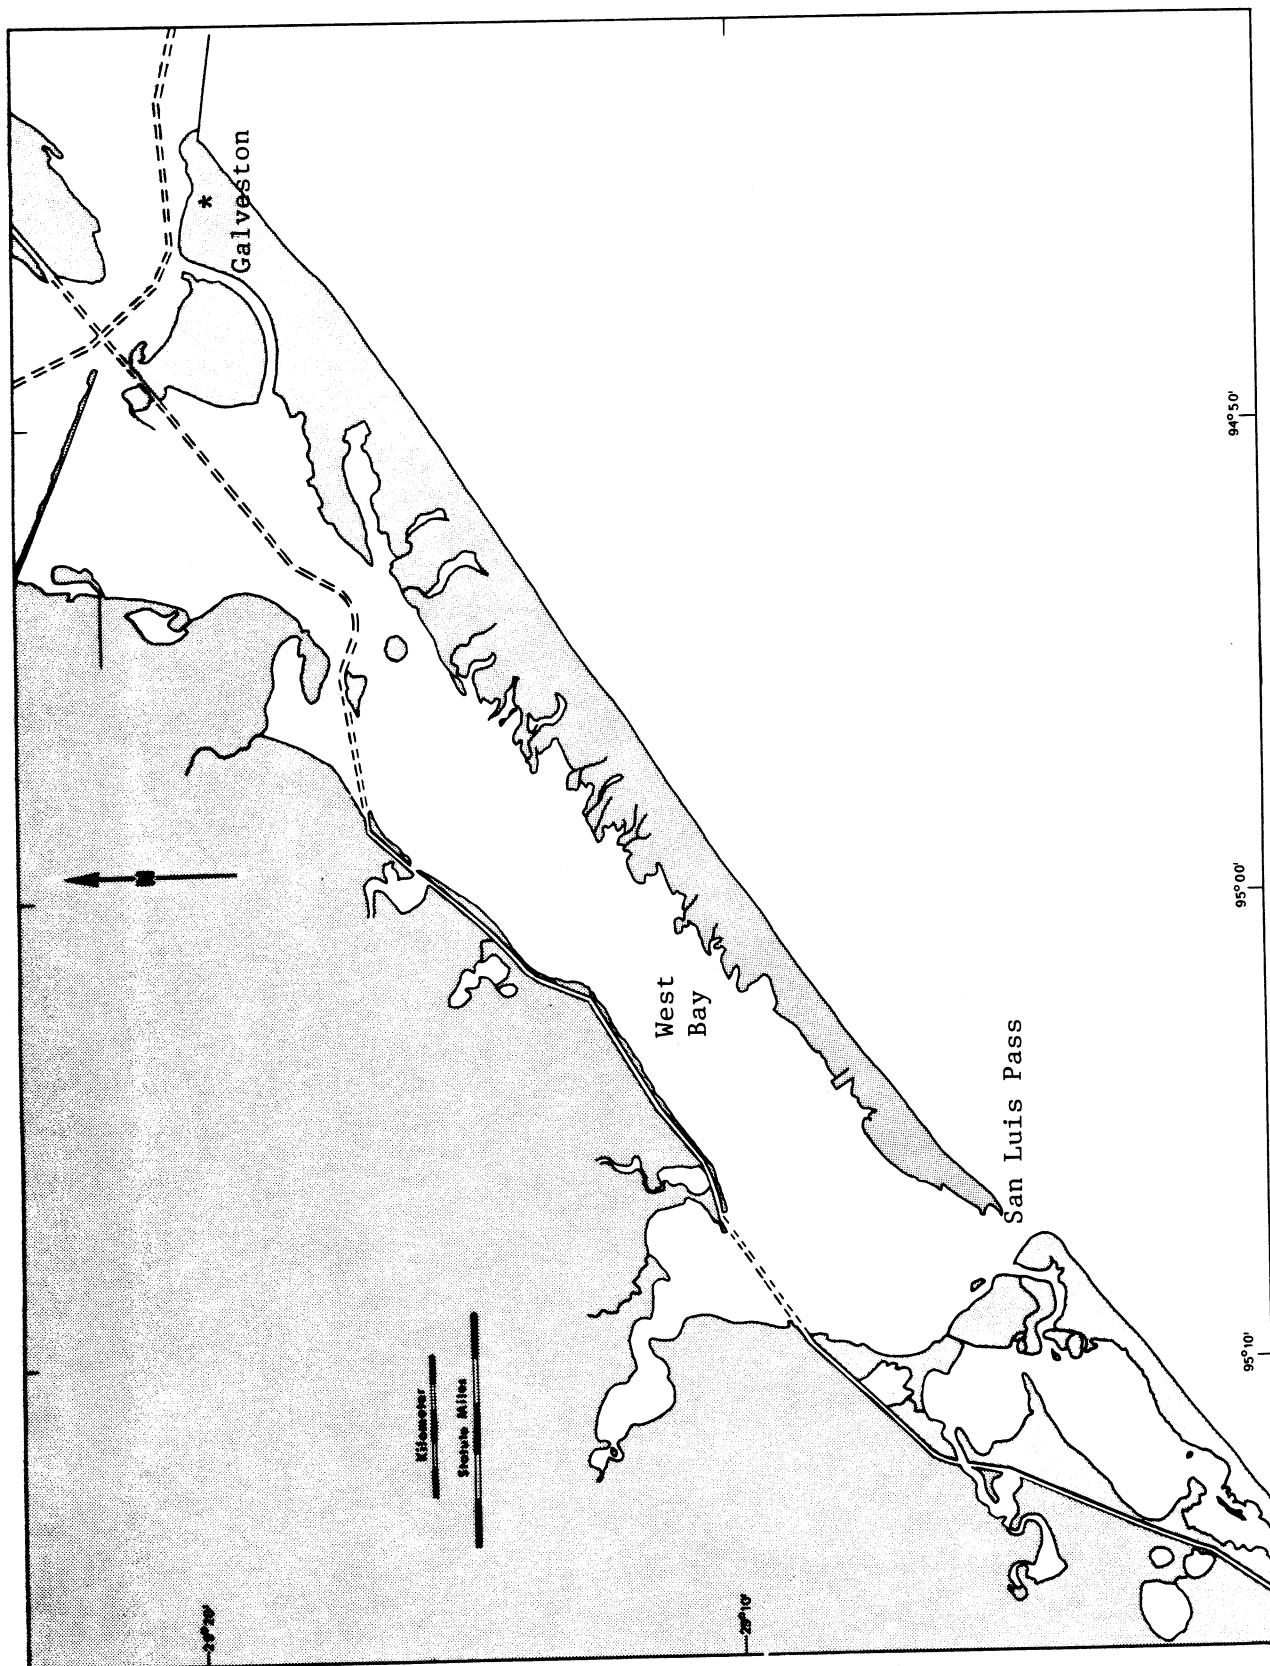 Galveston
West
Bay
San Luis Pass
N
Kilometer
Statute Miles
94°50'
95°00'
95°10'
29°20'
29°10'